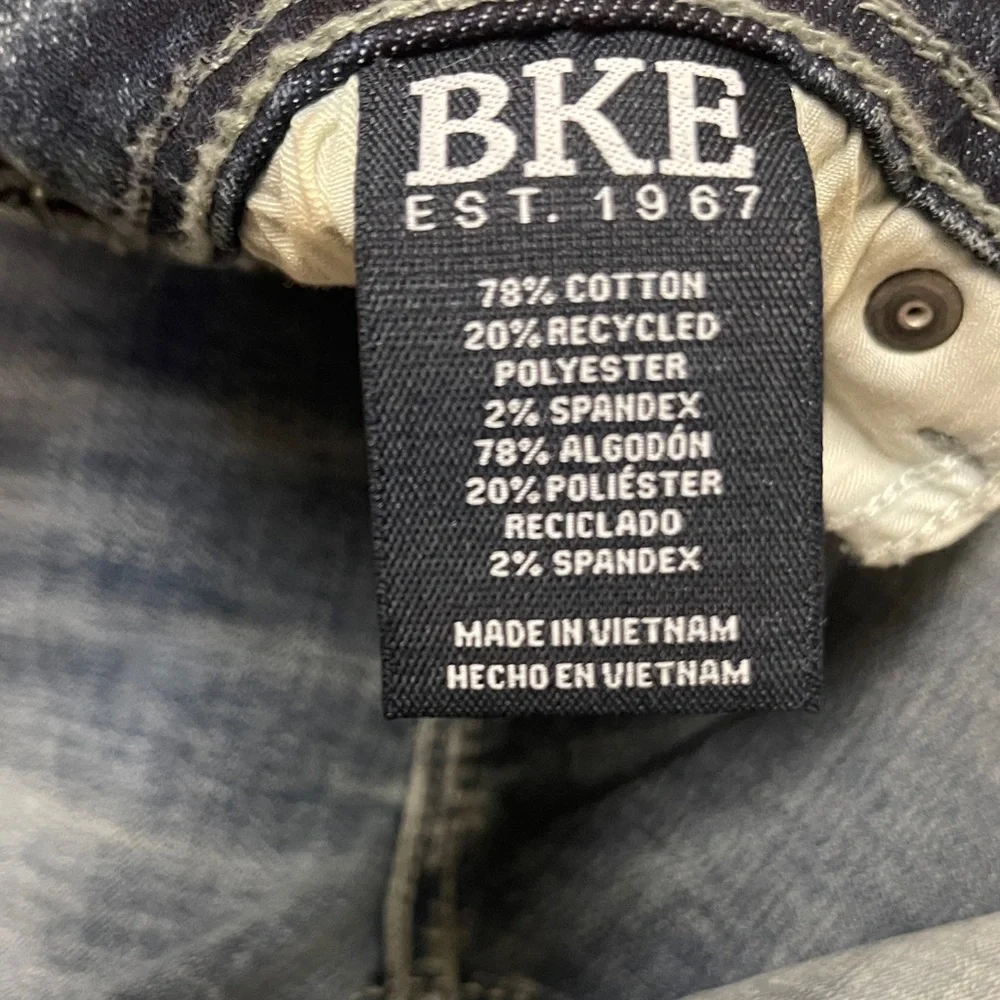 BKE
EST. 1967
78% COTTON
20% RECYCLED
POLYESTER
2% SPANDEX
78% ALGODÓN
20% POLIÉSTER
RECICLADO
2% SPANDEX
MADE IN VIETNAM
HECHO EN VIETNAM